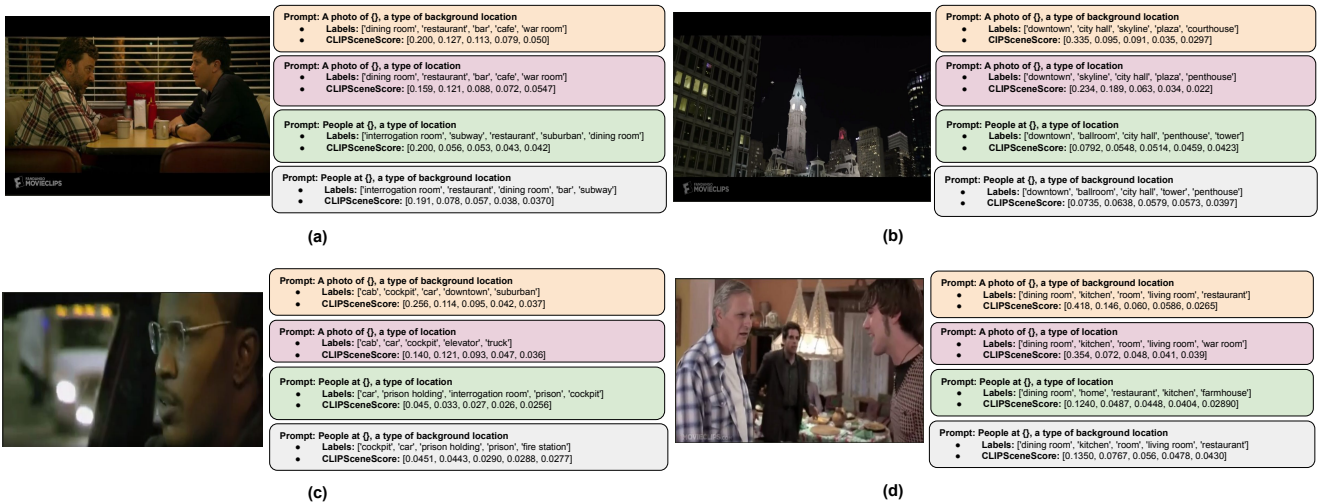 Prompt: A photo of {}, a type of background location
● Labels: ['dining room', 'restaurant', 'bar', 'cafe', 'war room']
● CLIPSceneScore: [0.200, 0.127, 0.113, 0.079, 0.050]
Prompt: A photo of {}, a type of location
● Labels: ['dining room', 'restaurant', 'bar', 'cafe', 'war room']
● CLIPSceneScore: [0.159, 0.121, 0.088, 0.072, 0.0547]
Prompt: People at {}, a type of location
● Labels: ['interrogation room', 'subway', 'restaurant', 'suburban', 'dining room']
● CLIPSceneScore: [0.200, 0.056, 0.053, 0.043, 0.042]
Prompt: People at {}, a type of background location
● Labels: ['interrogation room', 'restaurant', 'dining room', 'bar', 'subway']
● CLIPSceneScore: [0.191, 0.078, 0.057, 0.038, 0.0370]
FANDANGO
MOVIECLIPS
(a)
Prompt: A photo of {}, a type of background location
● Labels: ['downtown', 'city hall', 'skyline', 'plaza', 'courthouse']
● CIPSceneScore: [0.335, 0.095, 0.091, 0.035, 0.0297]
Prompt: A photo of {}, a type of location
● Labels: ['downtown', 'skyline', 'city hall', 'plaza', 'penthouse']
● CLIPSceneScore: [0.234, 0.189, 0.063, 0.034, 0.022]
Prompt: People at {}, a type of location
● Labels: ['downtown', 'ballroom', 'city hall', 'penthouse', 'tower']
● CLIPSceneScore: [0.0792, 0.0548, 0.0514, 0.0459, 0.0423]
Prompt: People at {}, a type of background location
● Labels: ['downtown', 'ballroom', 'city hall', 'tower', 'penthouse']
● CLIPSceneScore: [0.0735, 0.0638, 0.0579, 0.0573, 0.0397]
FANDANGO
MOVIECLIPS
(b)
Prompt: A photo of {}, a type of background location
● Labels: ['cab', 'cockpit', 'car', 'downtown', 'suburban']
● CLIPSceneScore: [0.256, 0.114, 0.095, 0.042, 0.037]
Prompt: A photo of {}, a type of location
● Labels: ['cab', 'car', 'cockpit', 'elevator', 'truck']
● CLIPSceneScore: [0.140, 0.121, 0.093, 0.047, 0.036]
Prompt: People at {}, a type of location
● Labels: ['car', 'prison holding', 'interrogation room', 'prison', 'cockpit']
● CLIPSceneScore: [0.045, 0.033, 0.027, 0.026, 0.0256]
Prompt: People at {}, a type of background location
● Labels: ['cockpit', 'car', 'prison holding', 'prison', 'fire station']
● CLIPSceneScore: [0.0451, 0.0443, 0.0290, 0.0288, 0.0277]
(c)
Prompt: A photo of {}, a type of background location
● Labels: ['dining room', 'kitchen', 'room', 'living room', 'restaurant']
● CLIPSceneScore: [0.418, 0.146, 0.060, 0.0586, 0.0265]
Prompt: A photo of {}, a type of location
● Labels: ['dining room', 'kitchen', 'room', 'living room', 'war room']
● CLIPSceneScore: [0.354, 0.072, 0.048, 0.041, 0.039]
Prompt: People at {}, a type of location
● Labels: ['dining room', 'home', 'restaurant', 'kitchen', 'farmhouse']
● CLIPSceneScore: [0.1240, 0.0487, 0.0448, 0.0404, 0.02890]
Prompt: People at {}, a type of background location
● Labels: ['dining room', 'kitchen', 'room', 'living room', 'restaurant']
● CLIPSceneScore: [0.1350, 0.0767, 0.056, 0.0478, 0.0430]
(d)